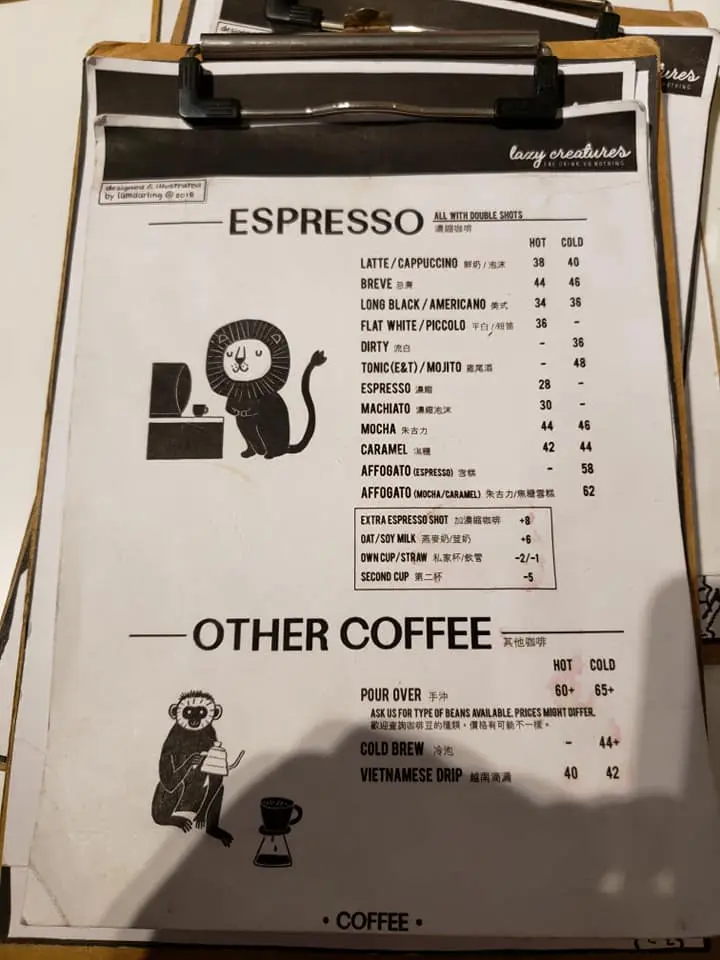 lazy creatures
THE DRINK OR NOTHING
designed & illustrated
by iamdarling @ 2018
ESPRESSO ALL WITH DOUBLE SHOTS
濃縮咖啡
HOT COLD
LATTE / CAPPUCCINO 鮮奶 / 泡沫 38 40
BREVE 忌廉 44 46
LONG BLACK / AMERICANO 美式 34 36
FLAT WHITE / PICCOLO 平白 / 短笛 36 -
DIRTY 流白 - 36
TONIC (E&T) / MOJITO 雞尾酒 - 48
ESPRESSO 濃縮 28 -
MACHIATO 濃縮泡沫 30 -
MOCHA 朱古力 44 46
CARAMEL 焦糖 42 44
AFFOGATO (ESPRESSO) 雪糕 - 58
AFFOGATO (MOCHA/CARAMEL) 朱古力/焦糖雪糕 62
EXTRA ESPRESSO SHOT 加濃縮咖啡 +8
OAT/SOY MILK 燕麥奶/荳奶 +6
OWN CUP/STRAW 私家杯/飲管 -2/-1
SECOND CUP 第二杯 -5
OTHER COFFEE 其他咖啡
HOT COLD
POUR OVER 手沖 60+ 65+
ASK US FOR TYPE OF BEANS AVAILABLE. PRICES MIGHT DIFFER.
歡迎查詢咖啡豆的種類，價格有可能不一樣。
COLD BREW 冷泡 - 44+
VIETNAMESE DRIP 越南滴漏 40 42
• COFFEE •